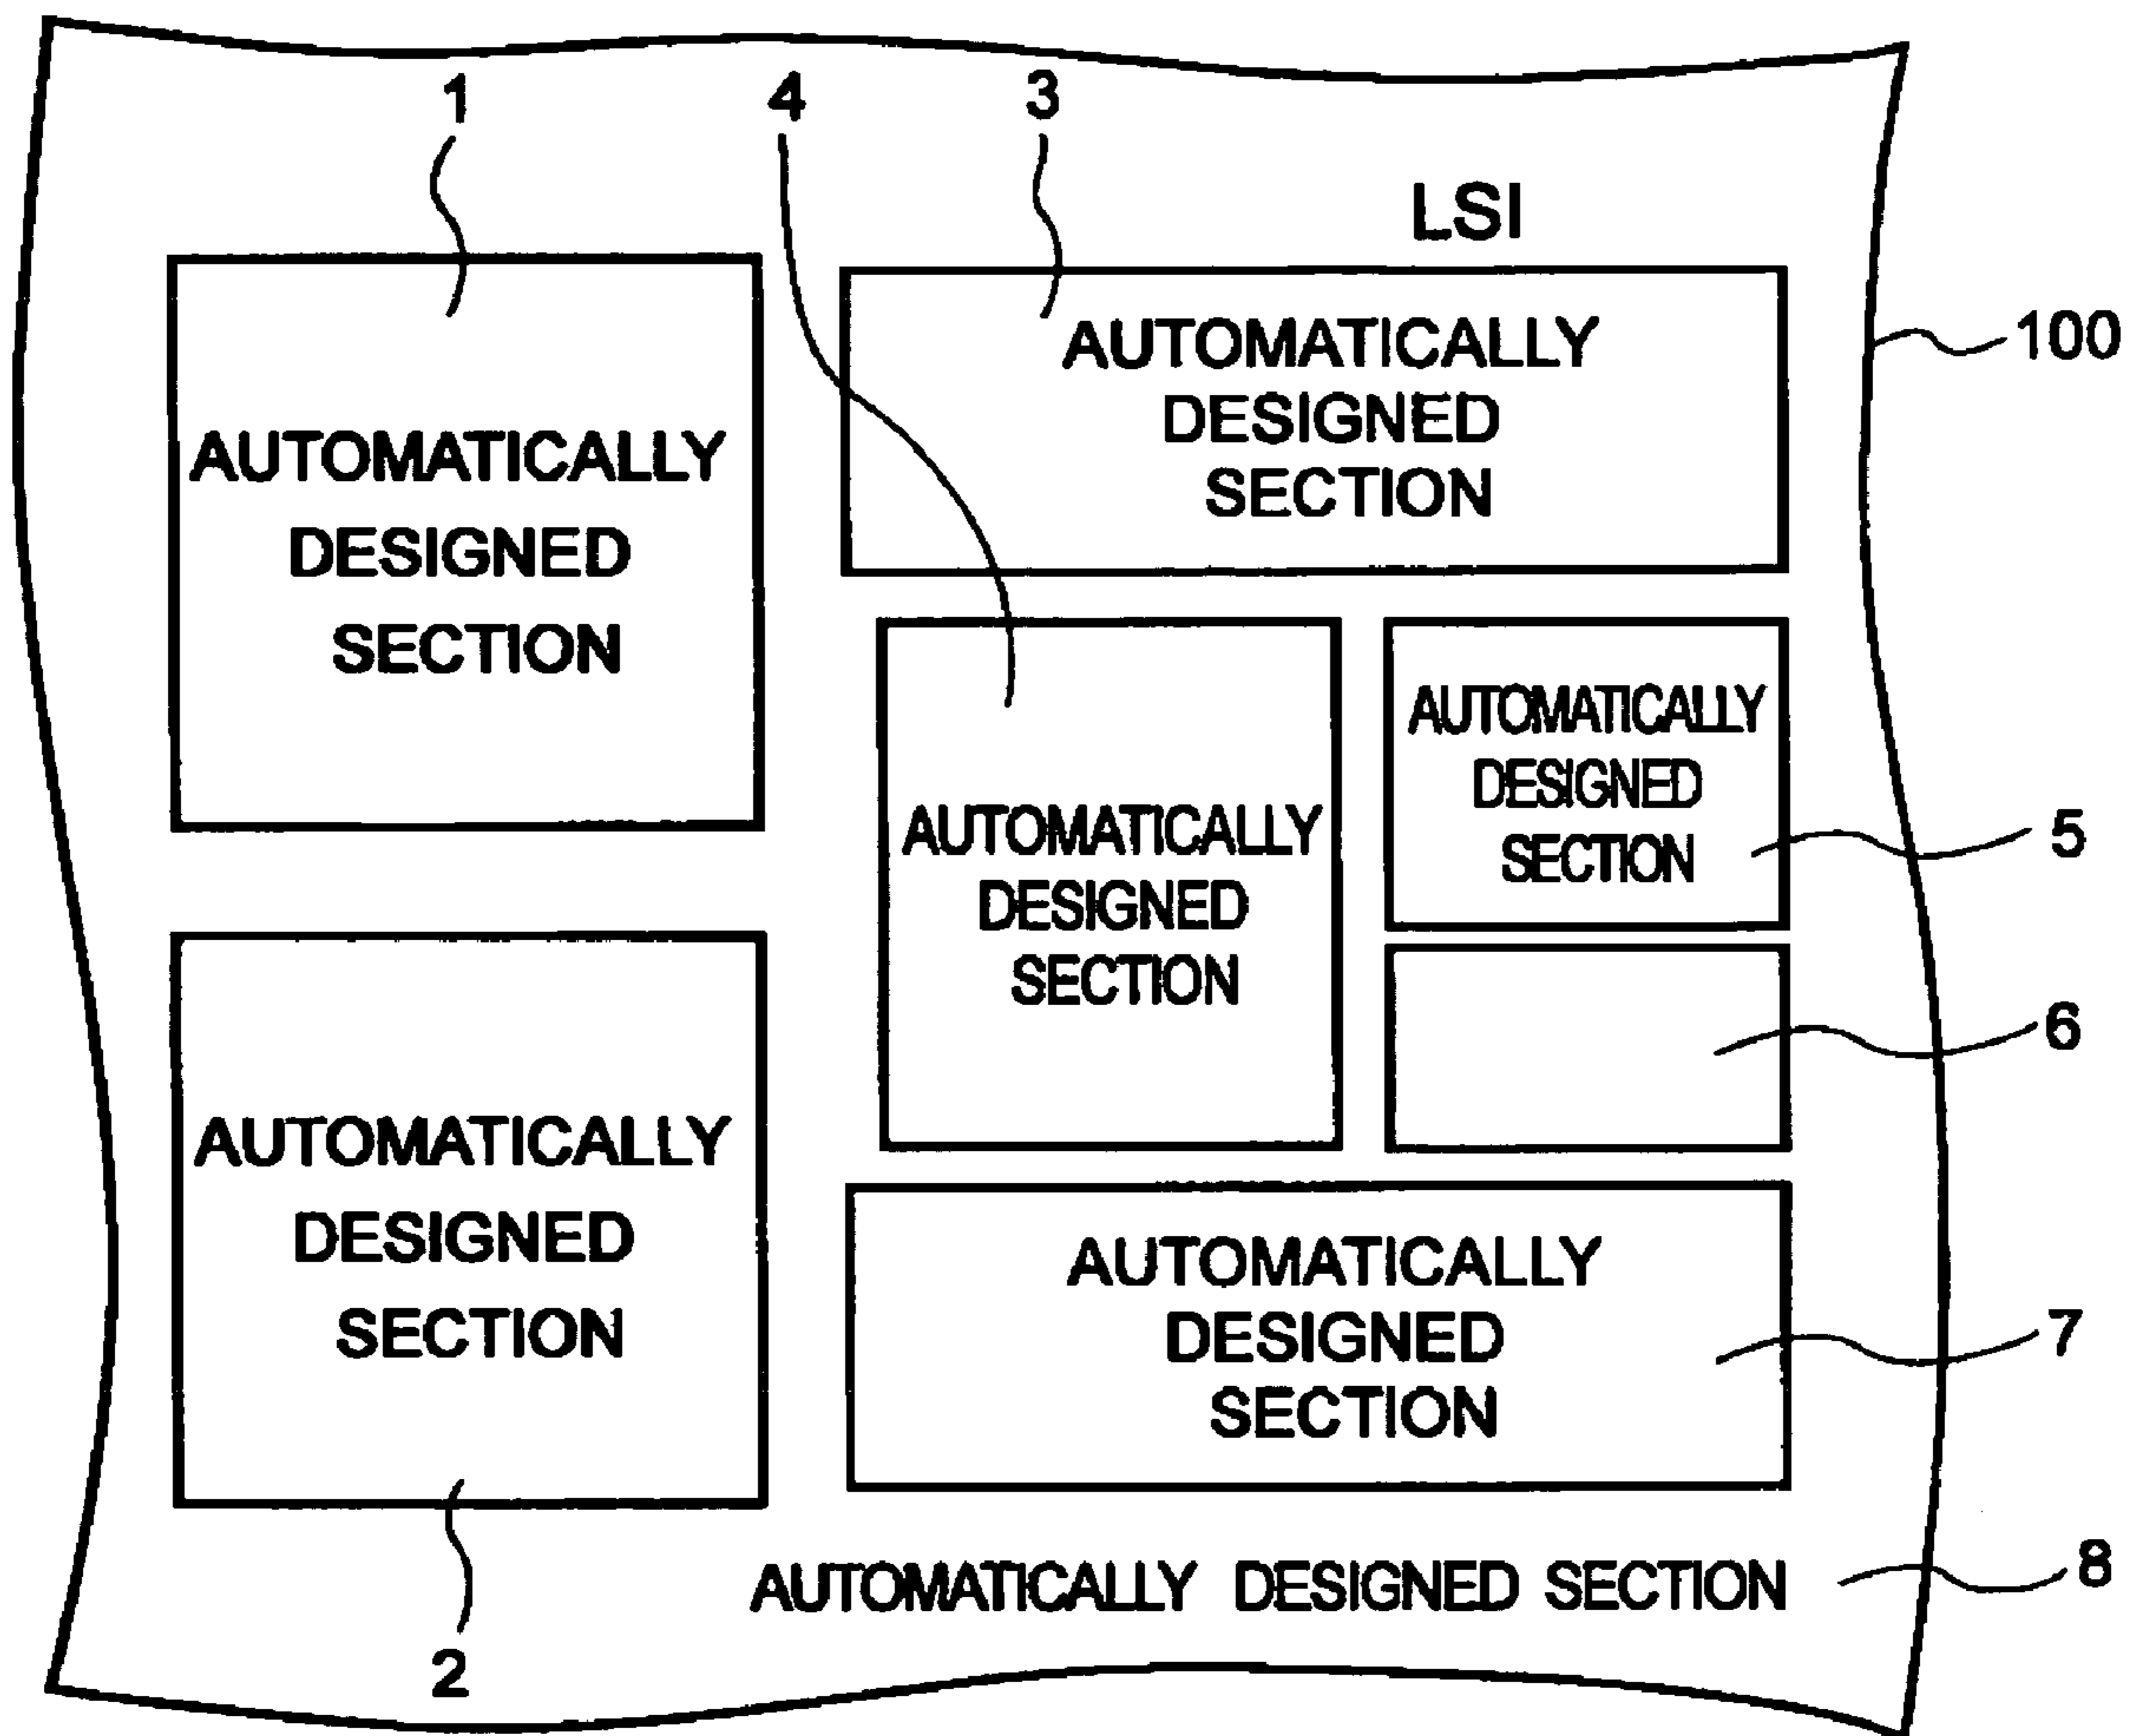 1
4
3
LSI
100
AUTOMATICALLY
DESIGNED
SECTION
AUTOMATICALLY
DESIGNED
SECTION
AUTOMATICALLY
DESIGNED
SECTION
5
AUTOMATICALLY
DESIGNED
SECTION
6
AUTOMATICALLY
DESIGNED
SECTION
AUTOMATICALLY
DESIGNED
SECTION
7
AUTOMATICALLY DESIGNED SECTION
8
2